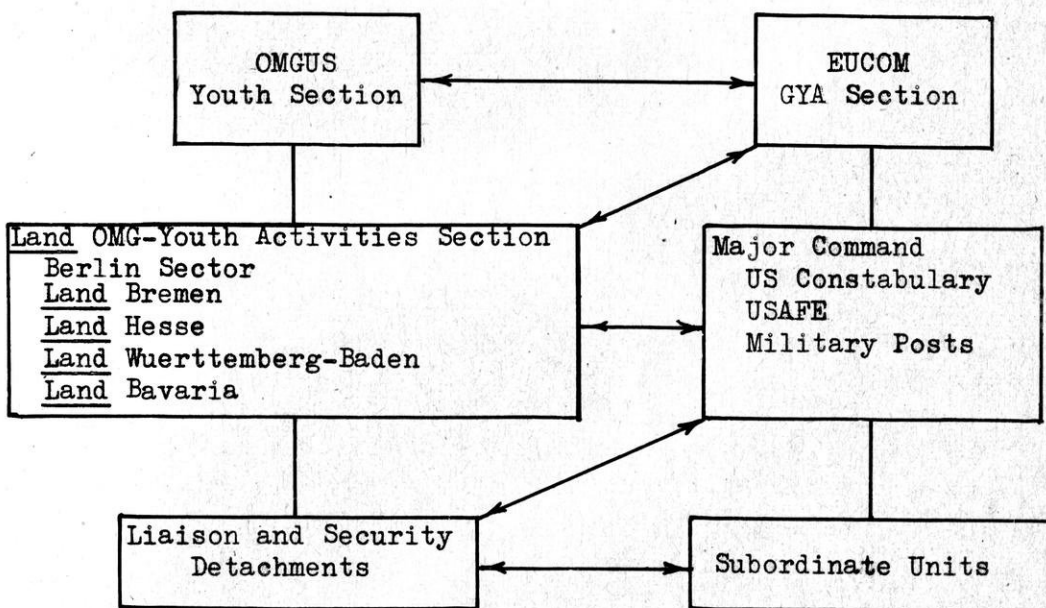 OMGUS
Youth Section
EUCOM
GYA Section
Land OMG-Youth Activities Section
Berlin Sector
Land Bremen
Land Hesse
Land Wuerttemberg-Baden
Land Bavaria
Major Command
US Constabulary
USAFE
Military Posts
Liaison and Security
Detachments
Subordinate Units